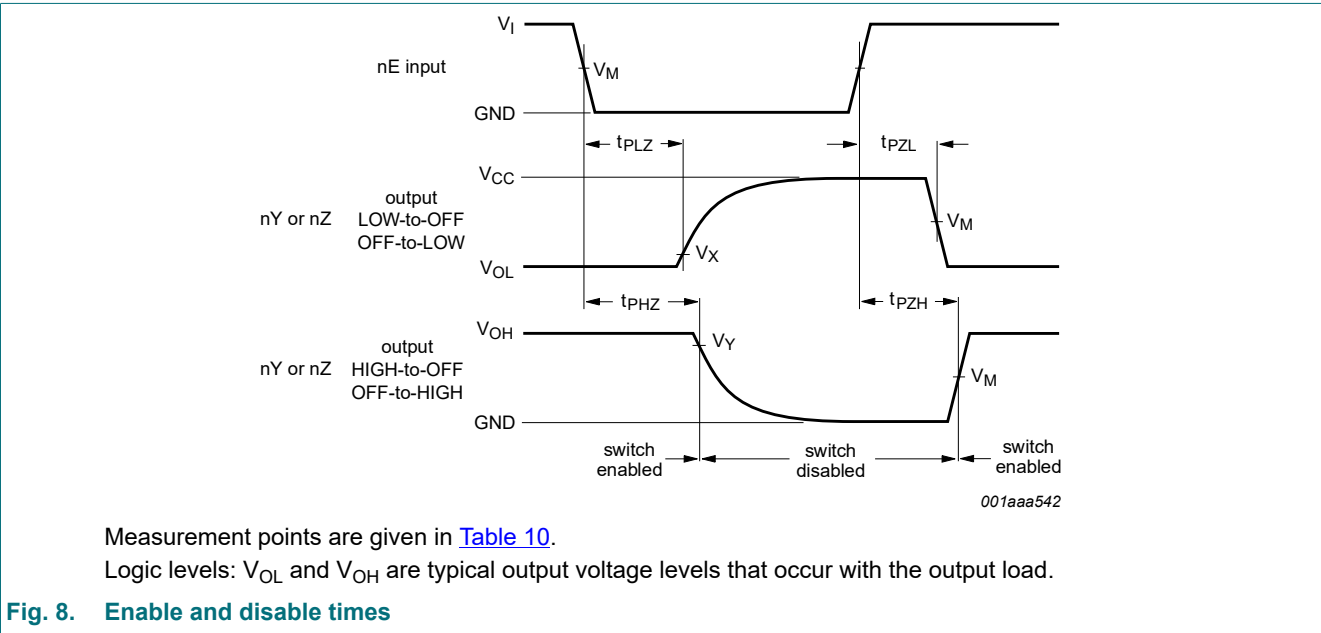 VI
nE input
VM
GND
tPLZ
tPZL
VCC
output
nY or nZ LOW-to-OFF
OFF-to-LOW
VM
VX
VOL
tPHZ
tPZH
VOH
output
nY or nZ HIGH-to-OFF
OFF-to-HIGH
VY
VM
GND
switch
enabled
switch
disabled
switch
enabled
001aaa542
Measurement points are given in Table 10.
Logic levels: VOL and VOH are typical output voltage levels that occur with the output load.
Fig. 8. Enable and disable times